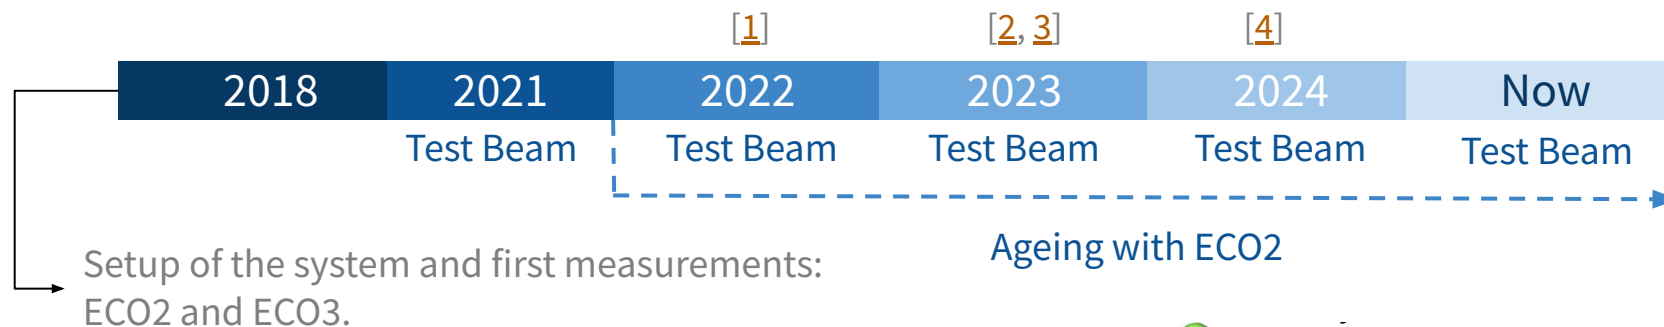 [1] [2, 3] [4]
2018 2021 2022 2023 2024 Now
Test Beam Test Beam Test Beam Test Beam Test Beam
Ageing with ECO2
Setup of the system and first measurements:
ECO2 and ECO3.